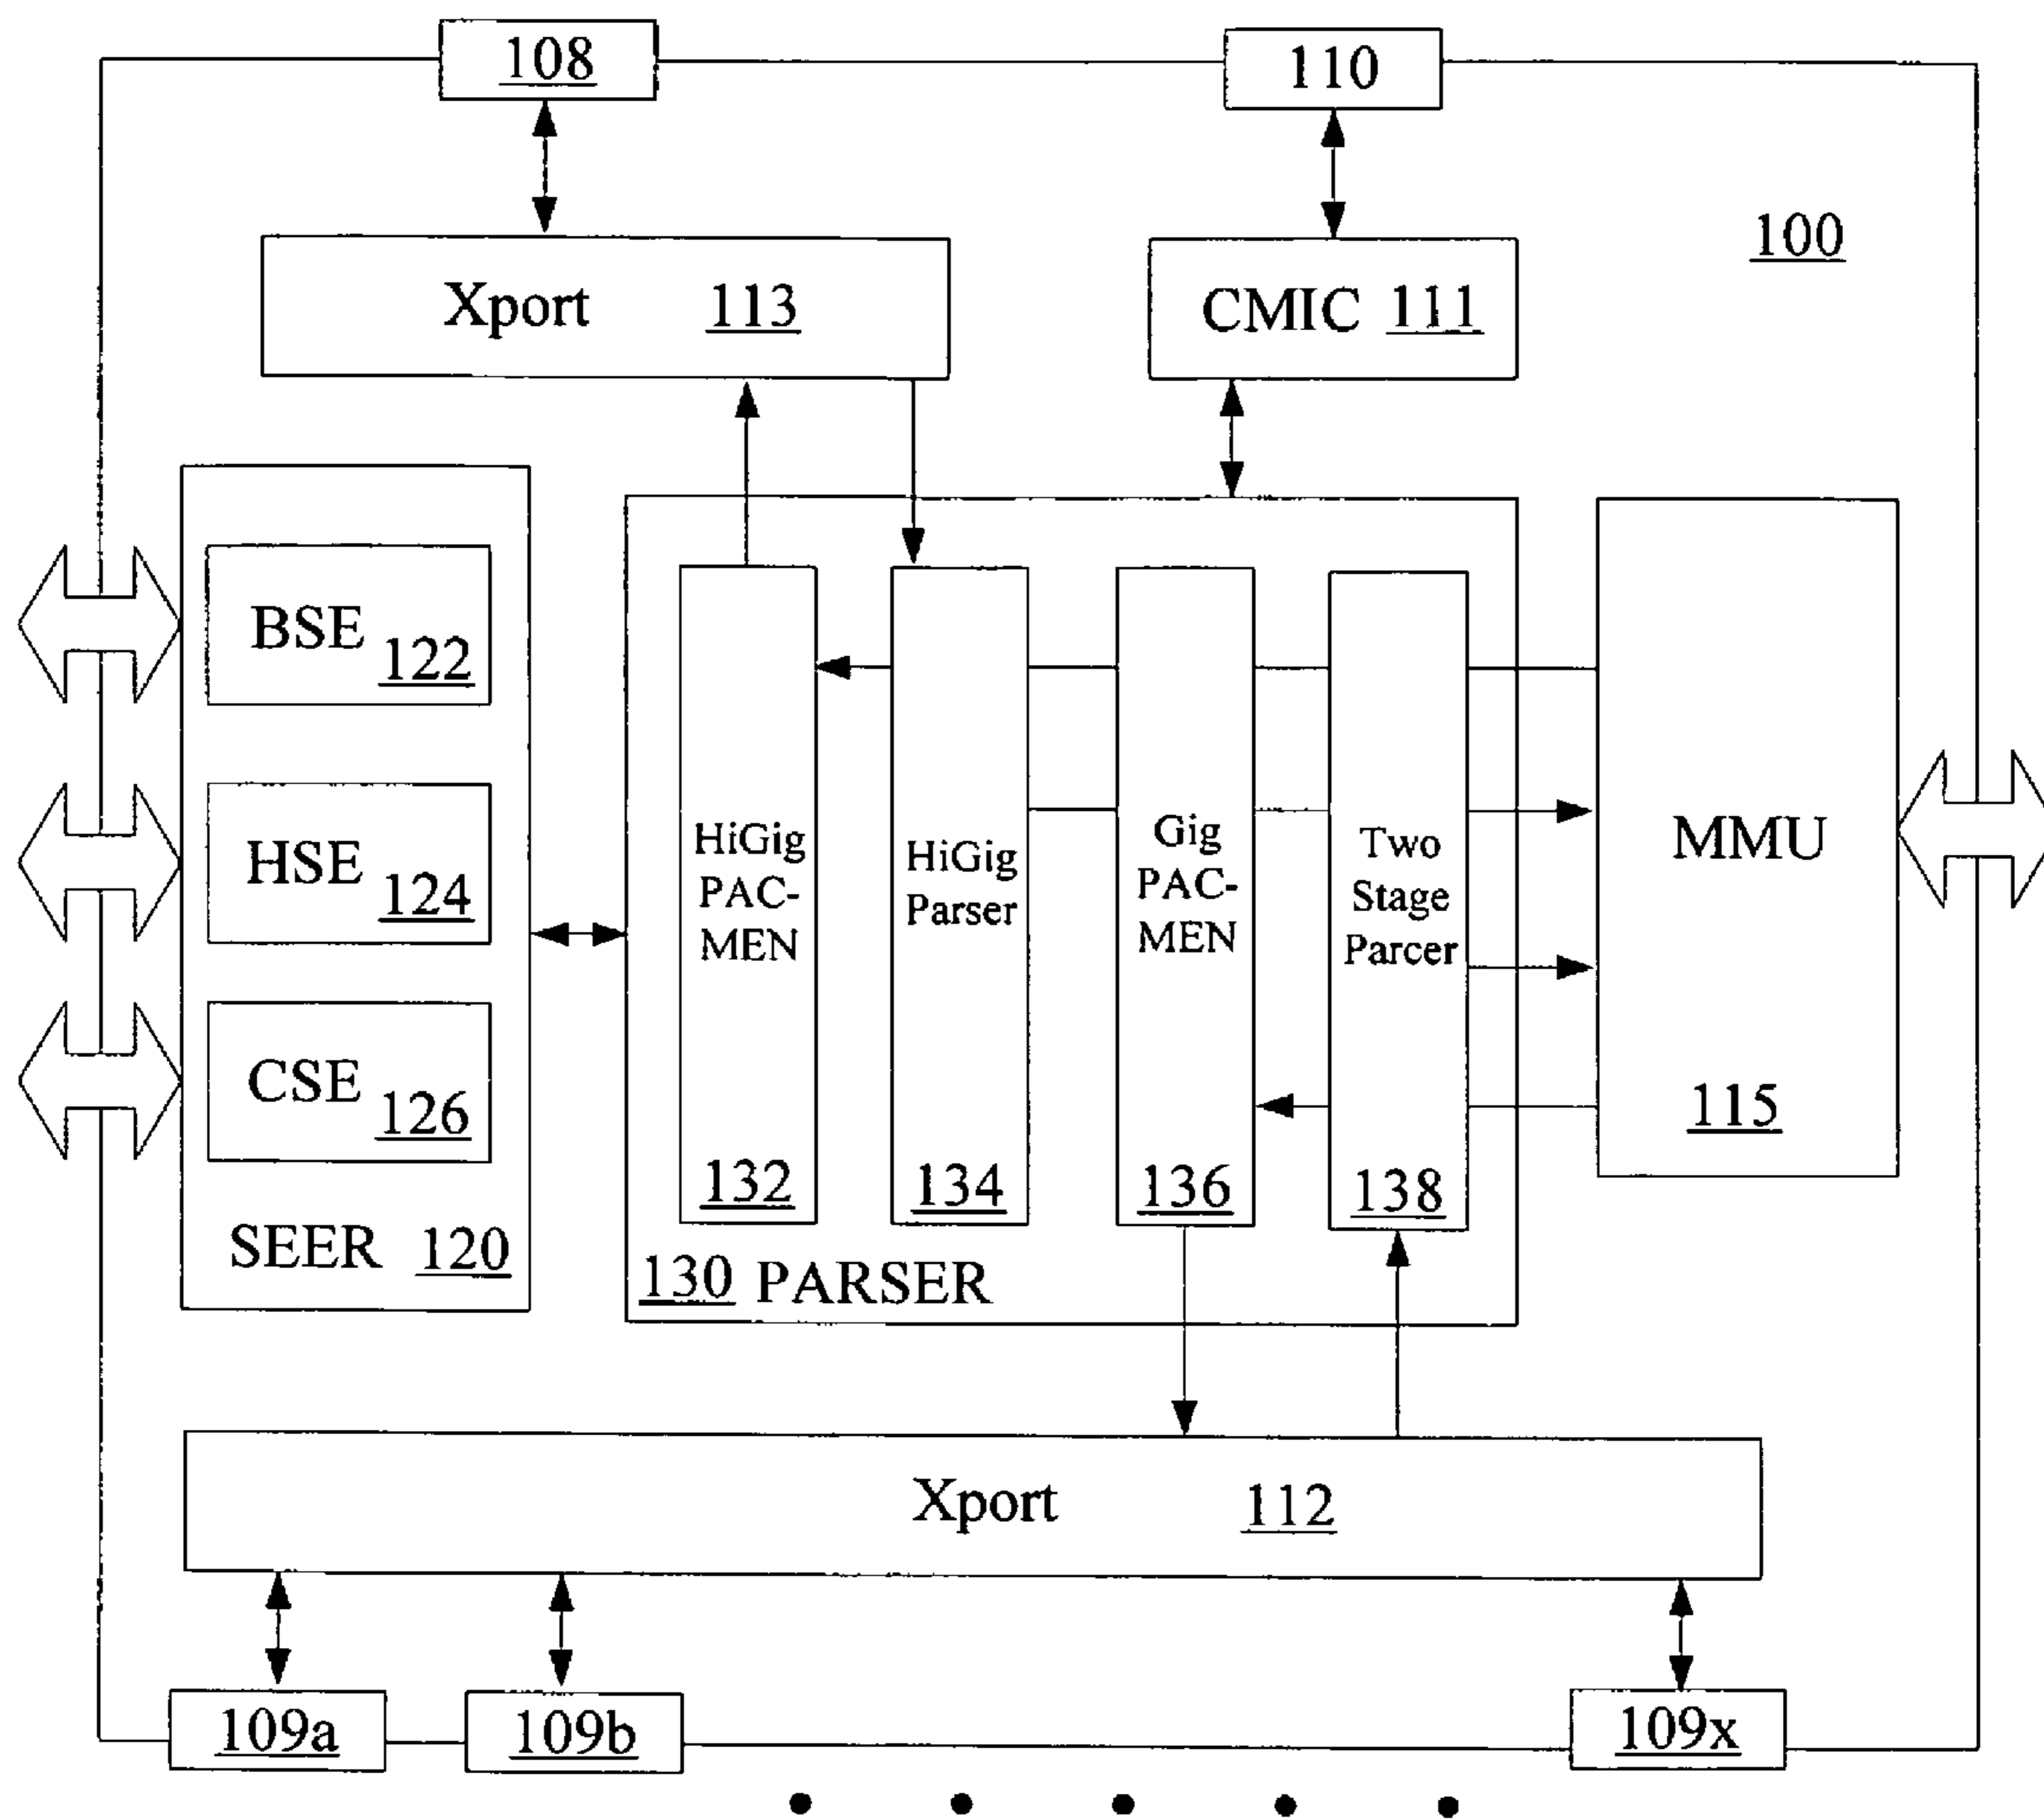 108
110
100
Xport 113
CMIC 111
BSE 122
HSE 124
CSE 126
SEER 120
HiGig
PAC-
MEN
132
HiGig
Parser
134
Gig
PAC-
MEN
136
Two
Stage
Parcer
138
130 PARSER
MMU
115
Xport 112
109a
109b
109x